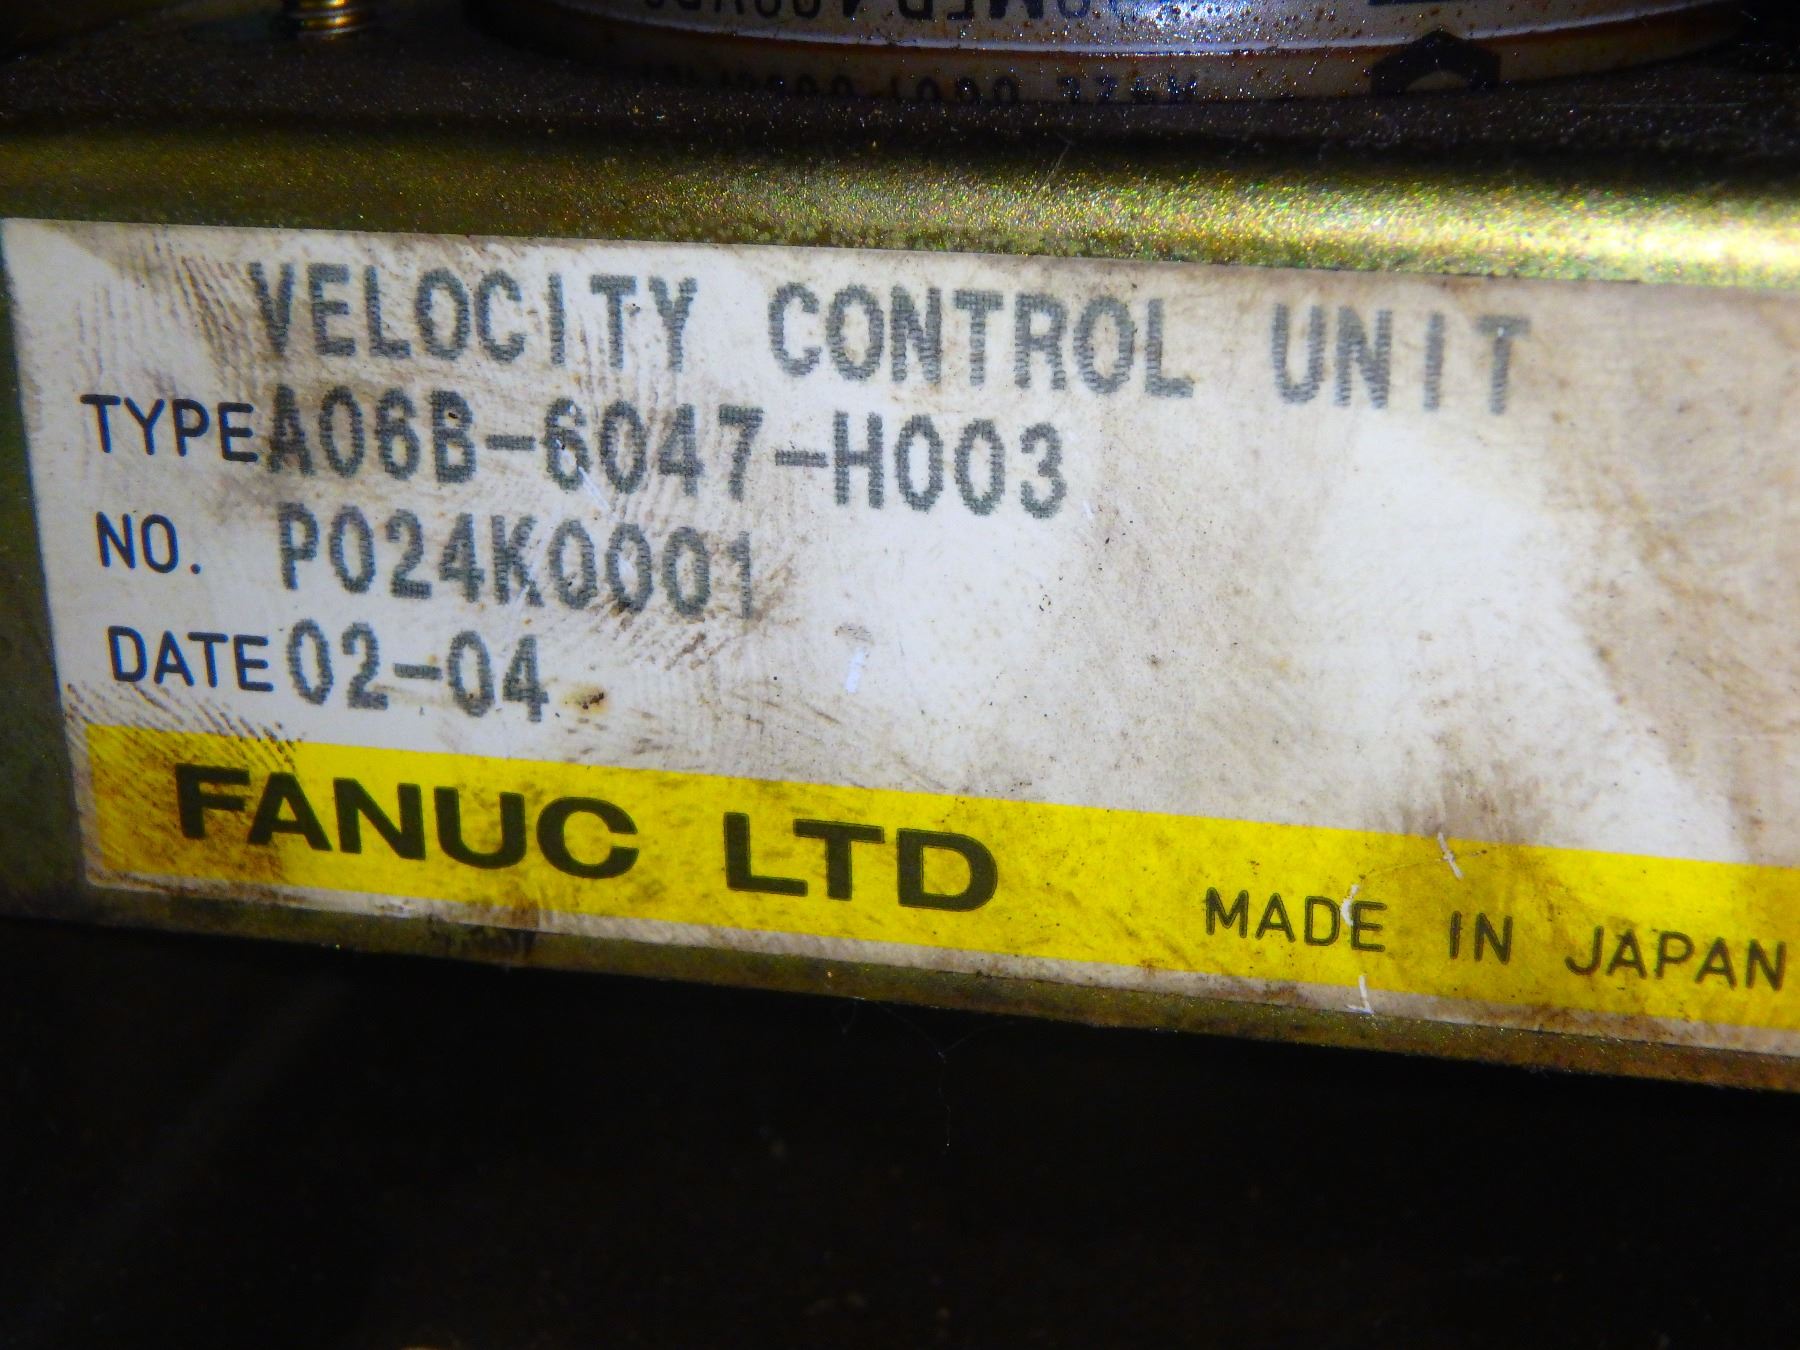 VELOCITY CONTROL UNIT
TYPE A06B-6047-H003
NO. P024K0001
DATE 02-04
FANUC LTD MADE IN JAPAN